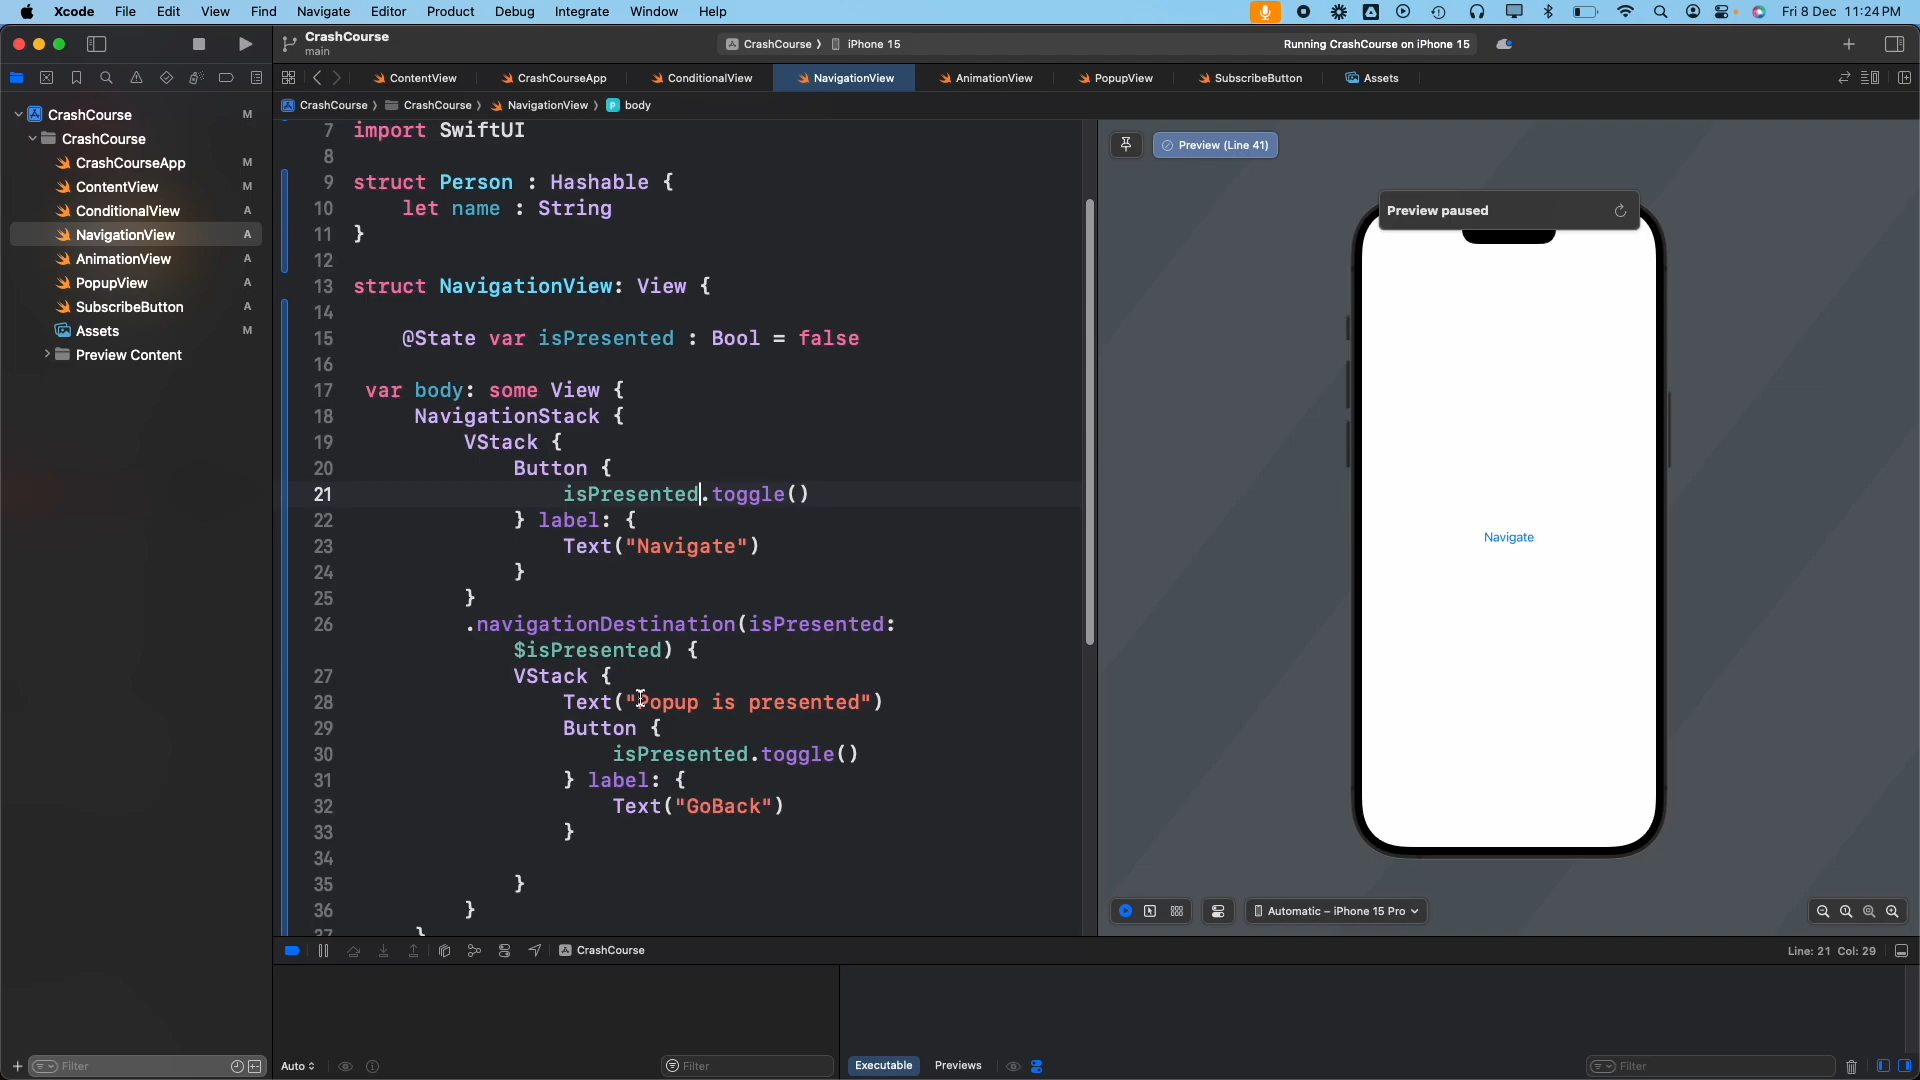 Xcode File Edit View Find Navigate Editor Product Debug Integrate Window Help
Fri 8 Dec 11:24 PM
CrashCourse
main
CrashCourse
iPhone 15
Running CrashCourse on iPhone 15
ContentView
CrashCourseApp
ConditionalView
NavigationView
AnimationView
PopupView
SubscribeButton
Assets
CrashCourse
CrashCourse
NavigationView
P body
CrashCourse M
CrashCourse
CrashCourseApp M
ContentView M
ConditionalView A
NavigationView A
AnimationView A
PopupView A
SubscribeButton A
Assets M
Preview Content
7 import SwiftUI
8
9 struct Person : Hashable {
10 let name : String
11 }
12
13 struct NavigationView: View {
14
15 @State var isPresented : Bool = false
16
17 var body: some View {
18 NavigationStack {
19 VStack {
20 Button {
21 isPresented.toggle()
22 } label: {
23 Text("Navigate")
24 }
25 }
26 .navigationDestination(isPresented:
$isPresented) {
27 VStack {
28 Text("Popup is presented")
29 Button {
30 isPresented.toggle()
31 } label: {
32 Text("GoBack")
33 }
34
35 }
36 }
37 }
Preview (Line 41)
Preview paused
Navigate
Automatic – iPhone 15 Pro
CrashCourse
Line: 21 Col: 29
Filter
Auto
Filter
Executable
Previews
Filter